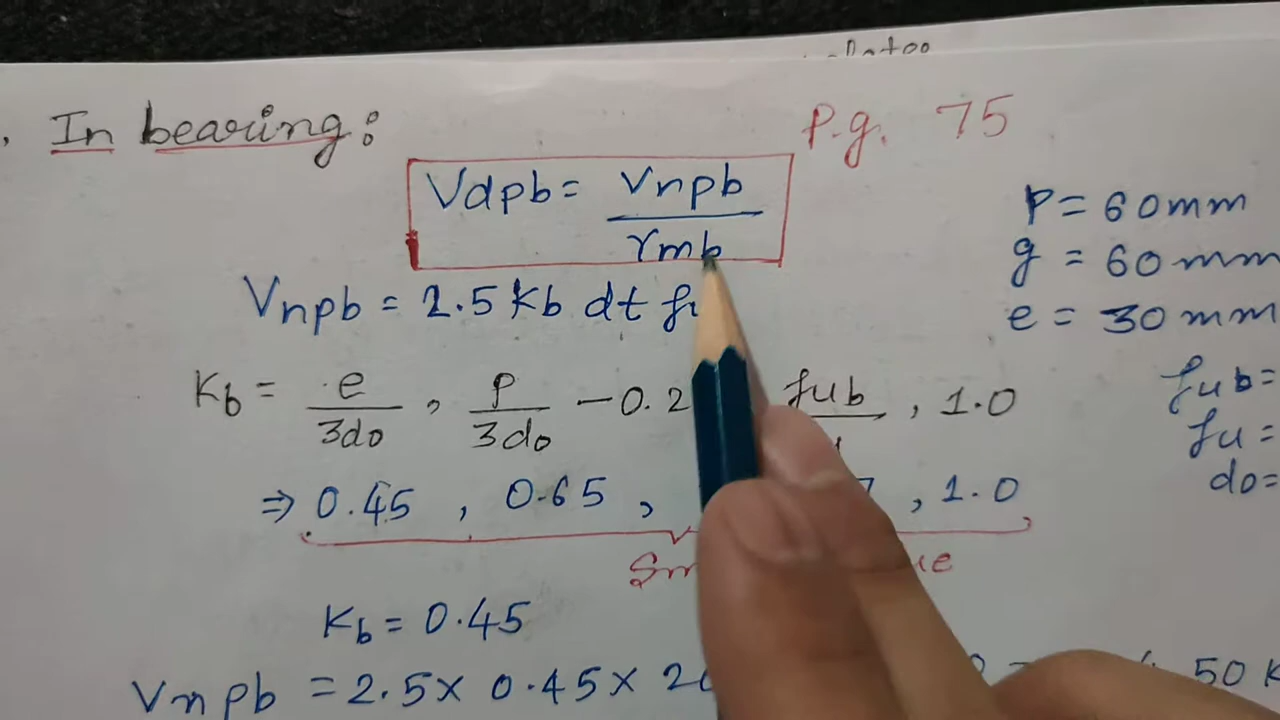 In bearing:
P.g. 75
Vdpb = Vnpb / γmb
P = 60mm
g = 60mm
e = 30mm
Vnpb = 2.5 Kb dt
Kb = e / 3do , P / 3do - 0.2 fub , 1.0
fub =
fu =
do =
⇒ 0.45 , 0.65 , , 1.0
Kb = 0.45
Vnpb = 2.5 x 0.45 x 50